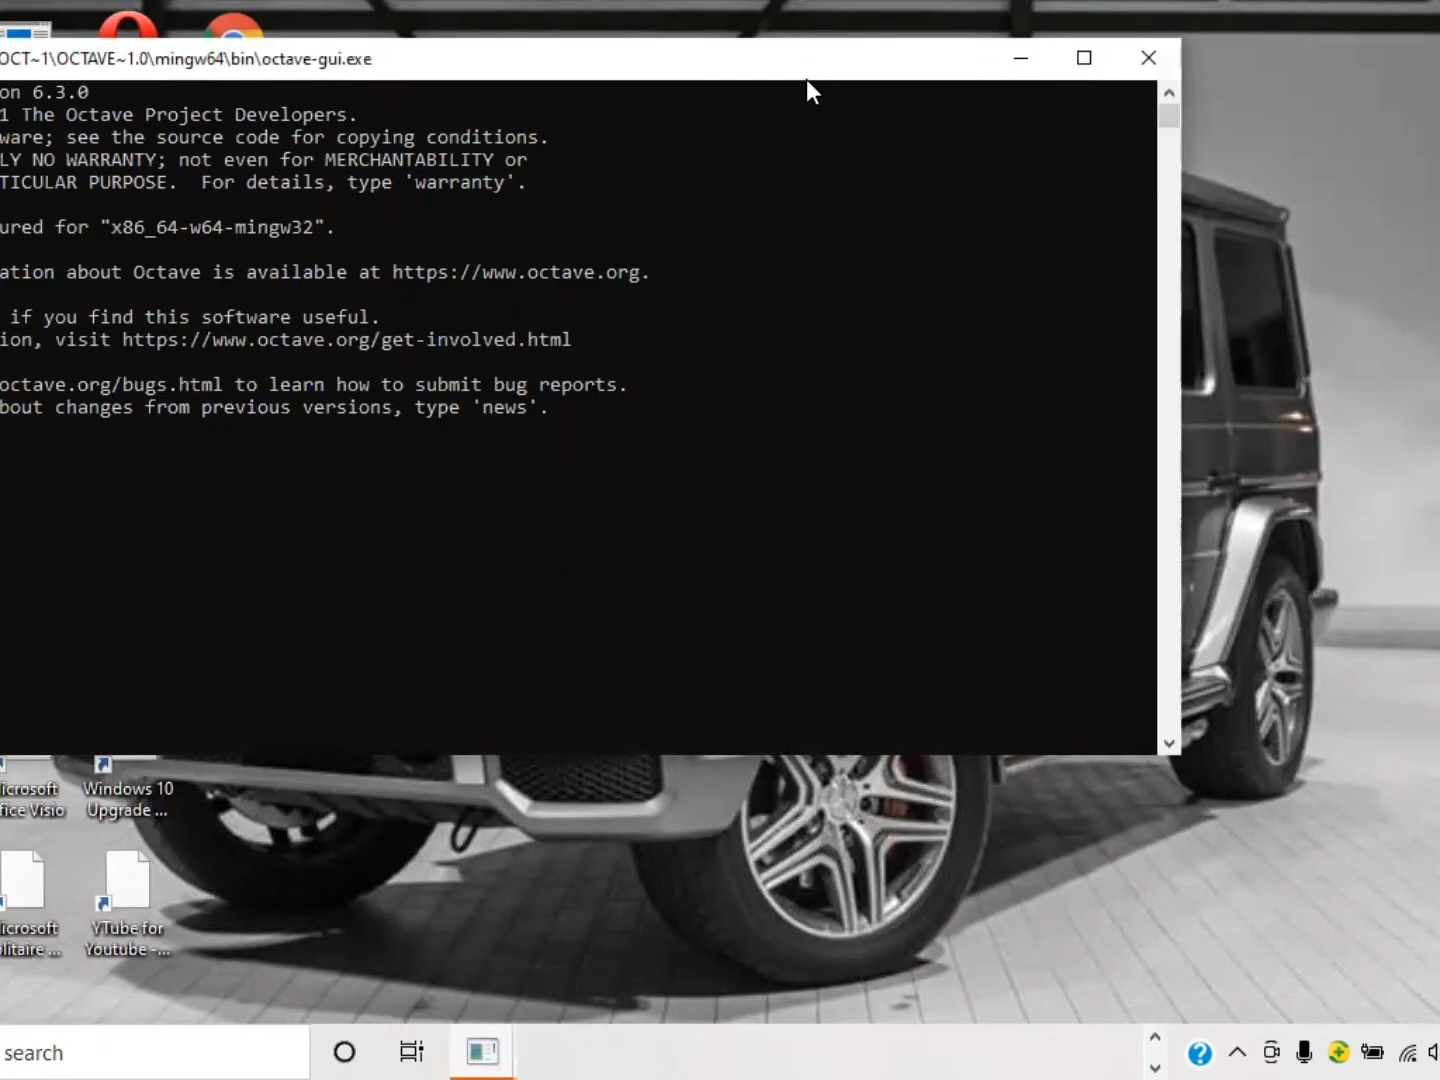 OCT~1\OCTAVE~1.0\mingw64\bin\octave-gui.exe
on 6.3.0
1 The Octave Project Developers.
ware; see the source code for copying conditions.
LY NO WARRANTY; not even for MERCHANTABILITY or
TICULAR PURPOSE.  For details, type 'warranty'.
ured for "x86_64-w64-mingw32".
ation about Octave is available at https://www.octave.org.
if you find this software useful.
ion, visit https://www.octave.org/get-involved.html
octave.org/bugs.html to learn how to submit bug reports.
bout changes from previous versions, type 'news'.
icrosoft
fice Visio
Windows 10
Upgrade ...
icrosoft
litaire ...
YTube for
Youtube -...
search